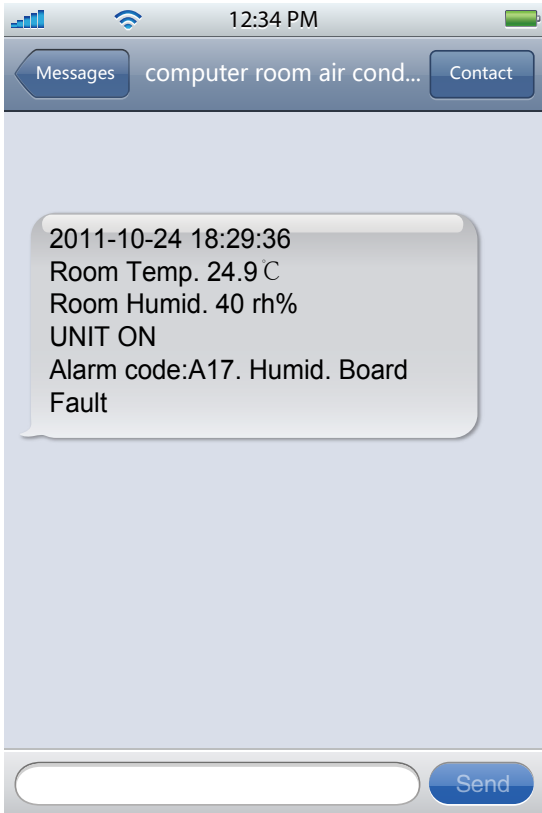 12:34 PM
Messages
computer room air cond...
Contact
2011-10-24 18:29:36
Room Temp. 24.9℃
Room Humid. 40 rh%
UNIT ON
Alarm code:A17. Humid. Board
Fault
Send